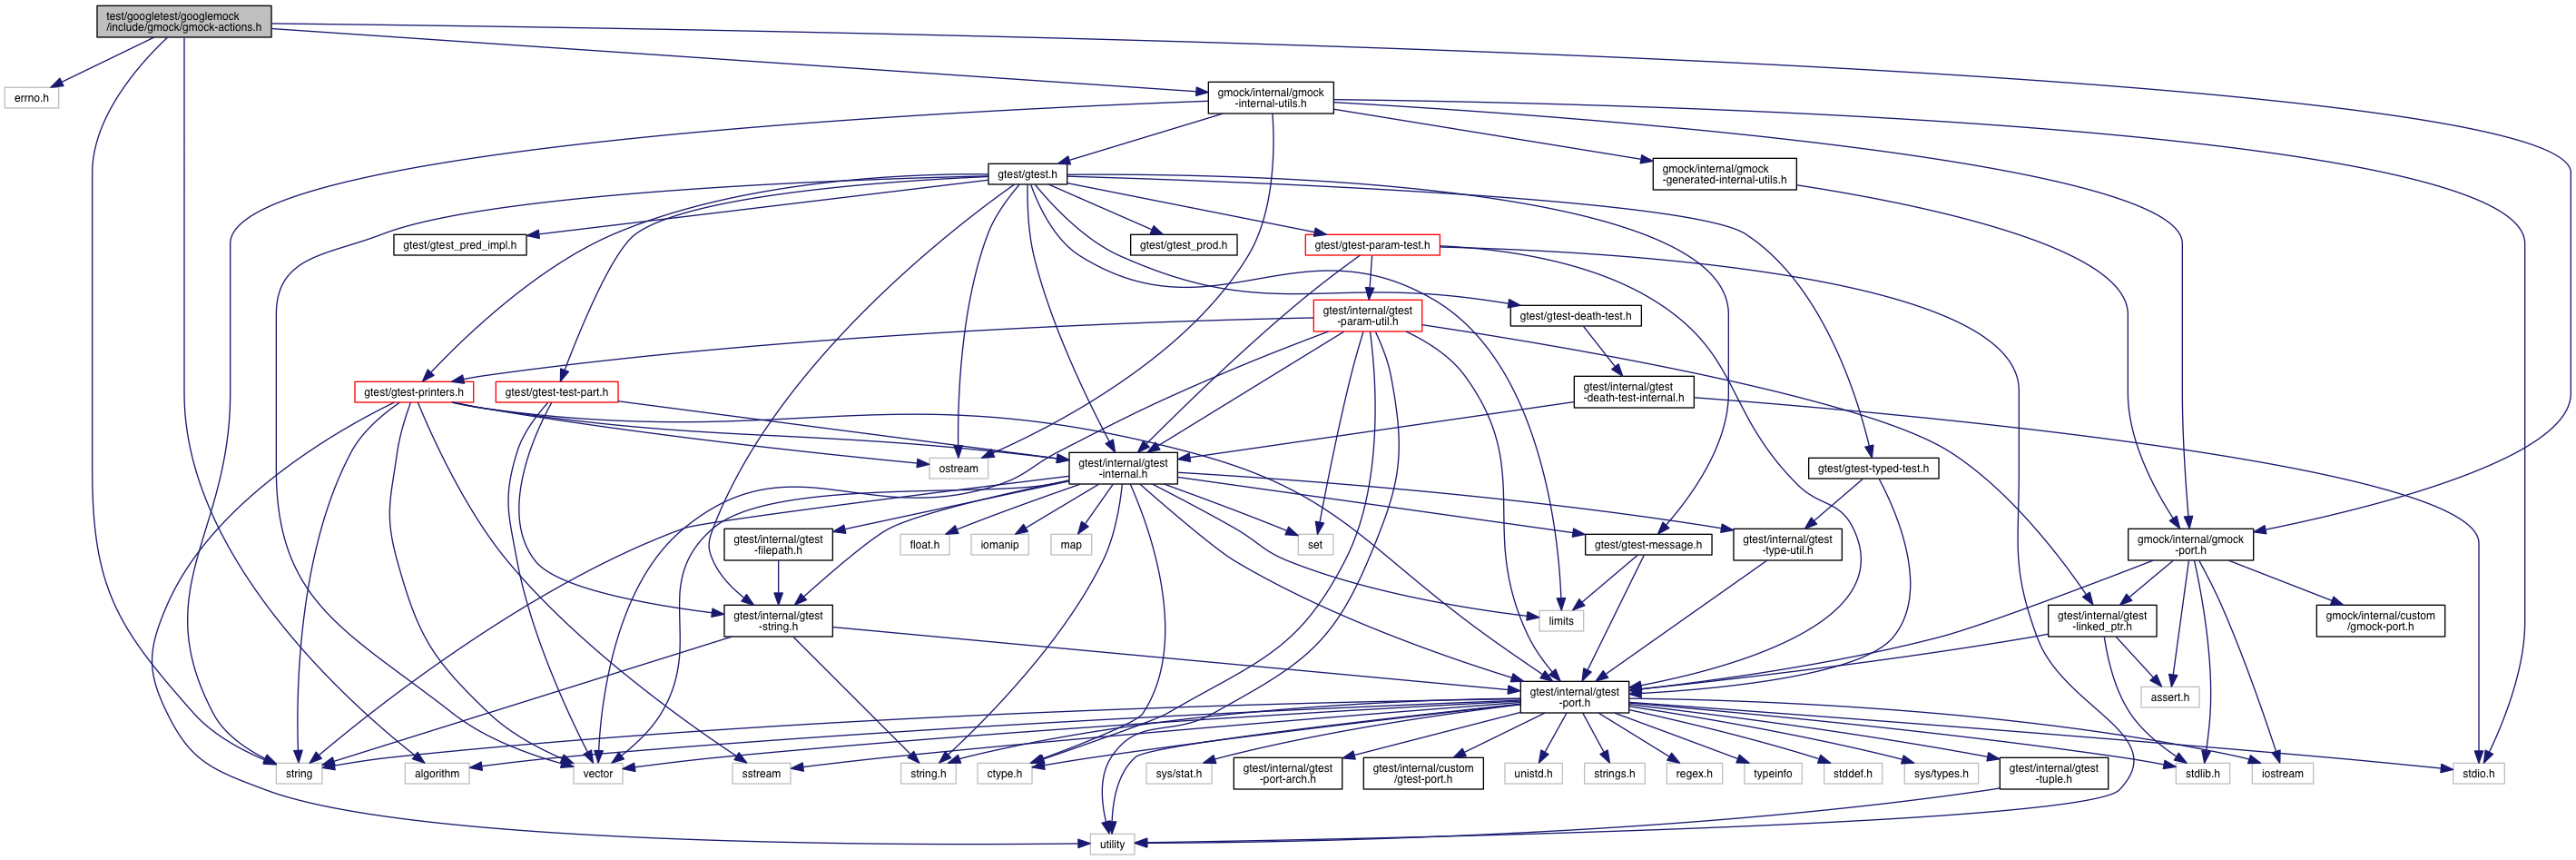 test/googletest/googlemock
/include/gmock/gmock-actions.h
errno.h
gmock/internal/gmock
-internal-utils.h
gtest/gtest.h
gmock/internal/gmock
-generated-internal-utils.h
gtest/gtest_pred_impl.h
gtest/gtest_prod.h
gtest/gtest-param-test.h
gtest/internal/gtest
-param-util.h
gtest/gtest-death-test.h
gtest/gtest-printers.h
gtest/gtest-test-part.h
gtest/internal/gtest
-death-test-internal.h
ostream
gtest/internal/gtest
-internal.h
gtest/gtest-typed-test.h
gtest/internal/gtest
-filepath.h
float.h
iomanip
map
set
gtest/gtest-message.h
gtest/internal/gtest
-type-util.h
gmock/internal/gmock
-port.h
gtest/internal/gtest
-string.h
limits
gtest/internal/gtest
-linked_ptr.h
gmock/internal/custom
/gmock-port.h
gtest/internal/gtest
-port.h
assert.h
string
algorithm
vector
sstream
string.h
ctype.h
sys/stat.h
gtest/internal/gtest
-port-arch.h
gtest/internal/custom
/gtest-port.h
unistd.h
strings.h
regex.h
typeinfo
stddef.h
sys/types.h
gtest/internal/gtest
-tuple.h
stdlib.h
iostream
stdio.h
utility